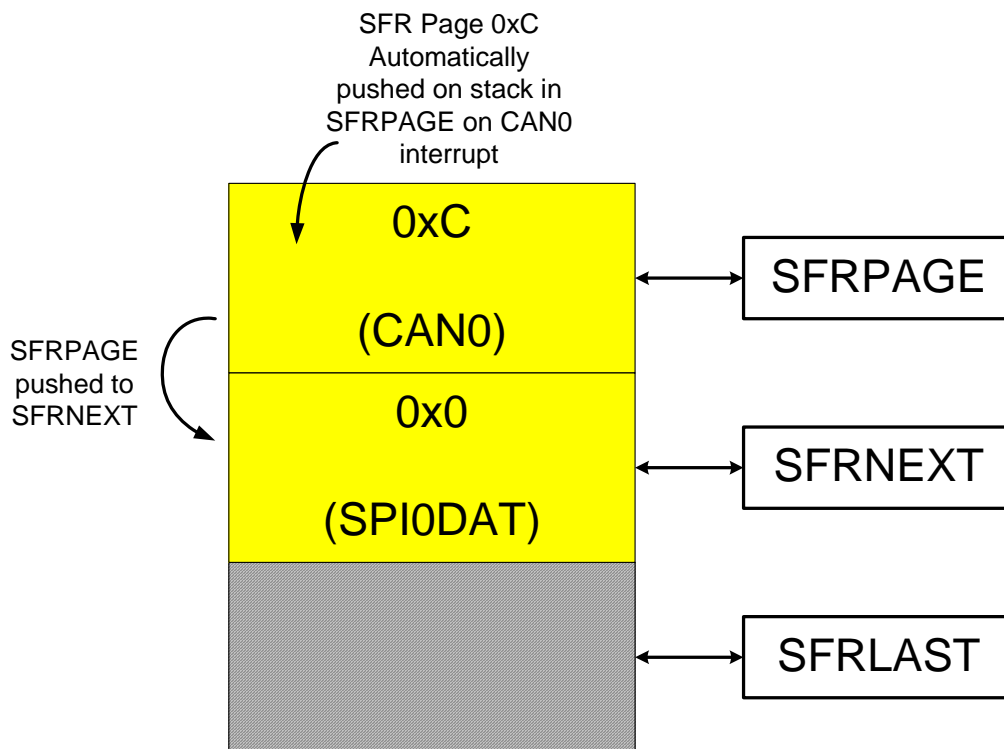 SFR Page 0xC
Automatically
pushed on stack in
SFRPAGE on CAN0
interrupt
0xC
(CAN0)
SFRPAGE
SFRPAGE
pushed to
SFRNEXT
0x0
(SPI0DAT)
SFRNEXT
SFRLAST